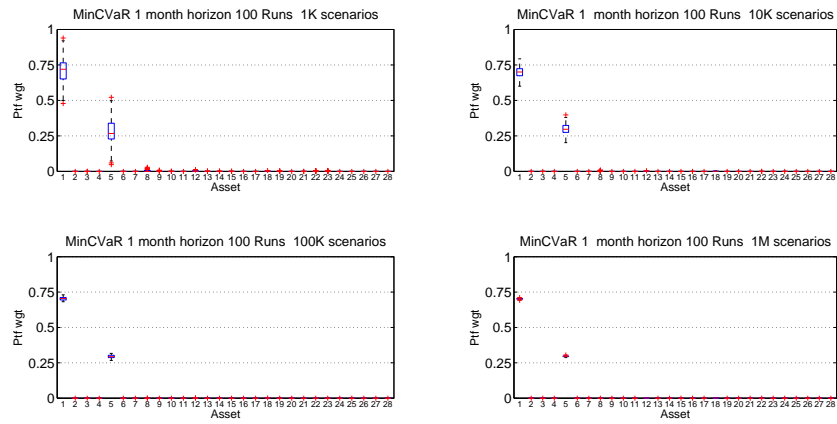 MinCVaR 1 month horizon 100 Runs 1K scenarios
1
0.75
0.5
0.25
0
Ptf wgt
1 2 3 4 5 6 7 8 9 10 11 12 13 14 15 16 17 18 19 20 21 22 23 24 25 26 27 28
Asset
MinCVaR 1 month horizon 100 Runs 10K scenarios
1
0.75
0.5
0.25
0
Ptf wgt
1 2 3 4 5 6 7 8 9 10 11 12 13 14 15 16 17 18 19 20 21 22 23 24 25 26 27 28
Asset
MinCVaR 1 month horizon 100 Runs 100K scenarios
1
0.75
0.5
0.25
0
Ptf wgt
1 2 3 4 5 6 7 8 9 10 11 12 13 14 15 16 17 18 19 20 21 22 23 24 25 26 27 28
Asset
MinCVaR 1 month horizon 100 Runs 1M scenarios
1
0.75
0.5
0.25
0
Ptf wgt
1 2 3 4 5 6 7 8 9 10 11 12 13 14 15 16 17 18 19 20 21 22 23 24 25 26 27 28
Asset